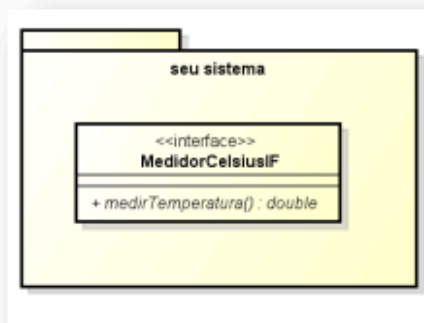 seu sistema
<<interface>>
MedidorCelsiusIF
+ medirTemperatura() : double